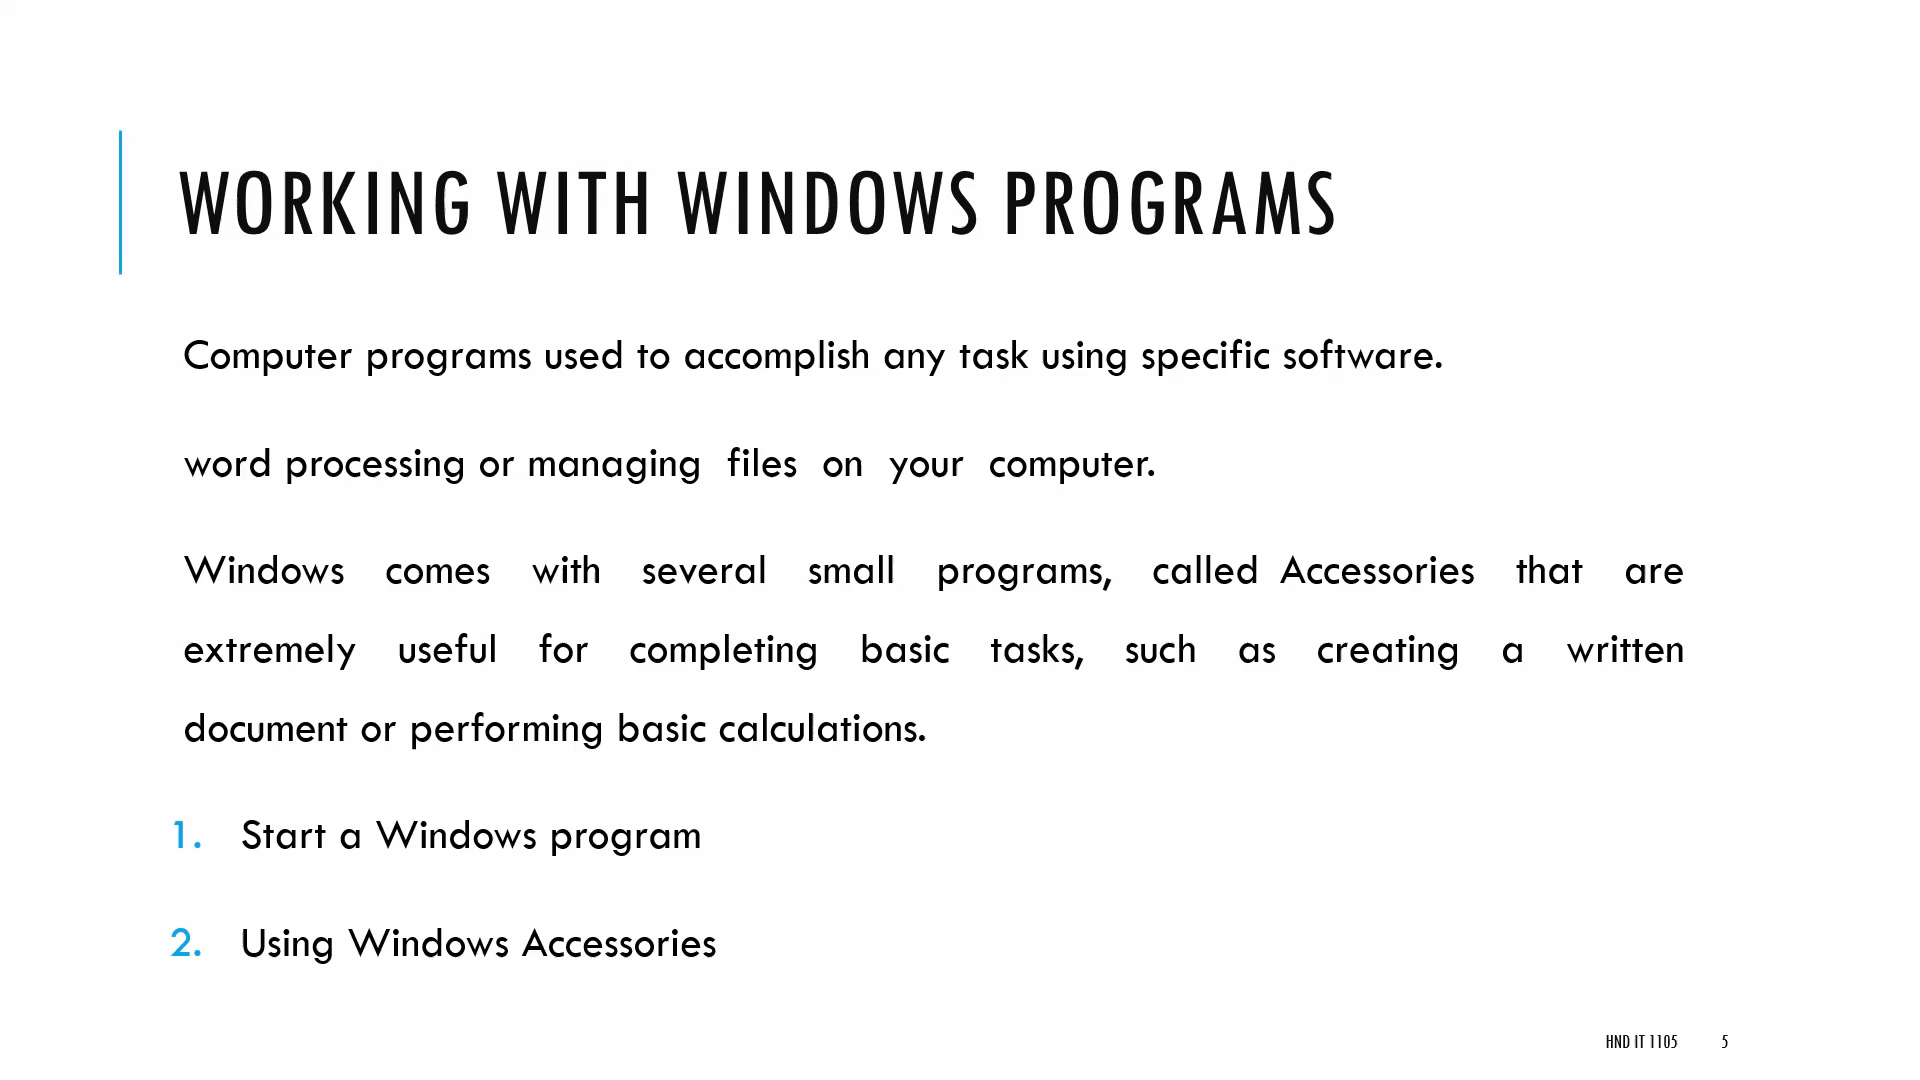 WORKING WITH WINDOWS PROGRAMS
Computer programs used to accomplish any task using specific software.
word processing or managing files on your computer.
Windows comes with several small programs, called Accessories that are
extremely useful for completing basic tasks, such as creating a written
document or performing basic calculations.
1. Start a Windows program
2. Using Windows Accessories
HND IT 1105 5